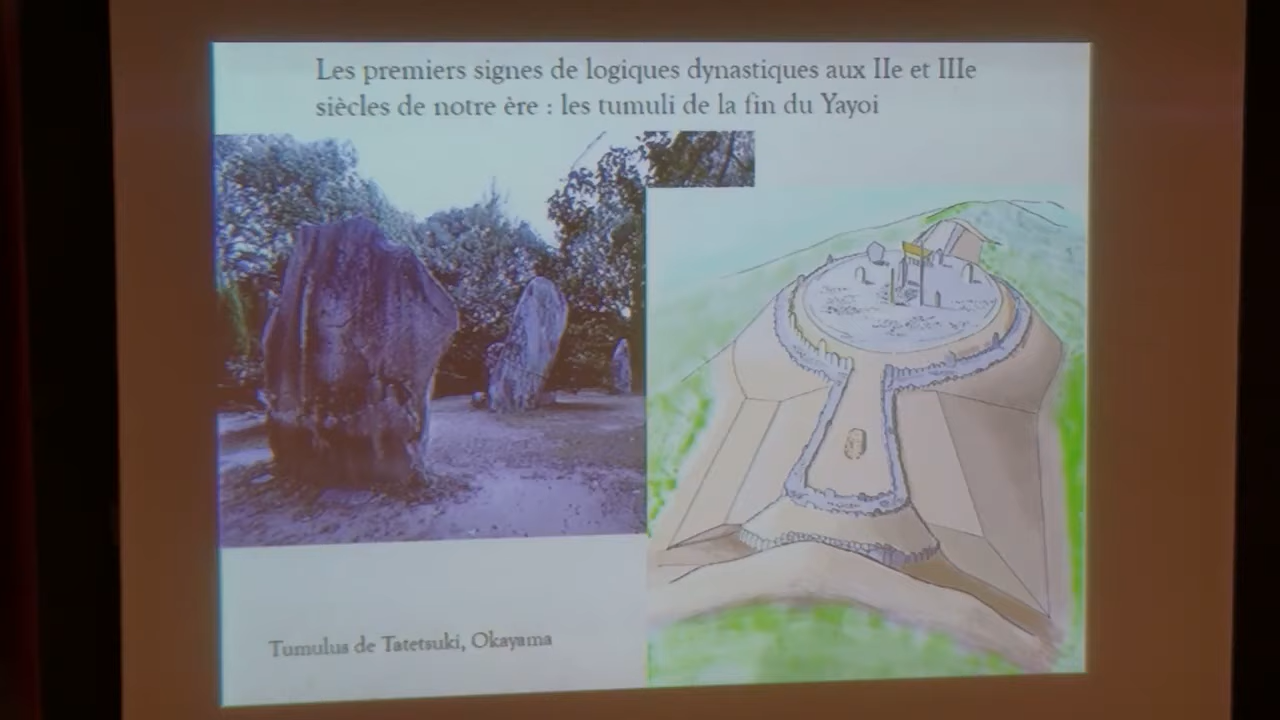 Les premiers signes de logiques dynastiques aux IIe et IIIe
siècles de notre ère : les tumuli de la fin du Yayoi
Tumulus de Tatetsuki, Okayama